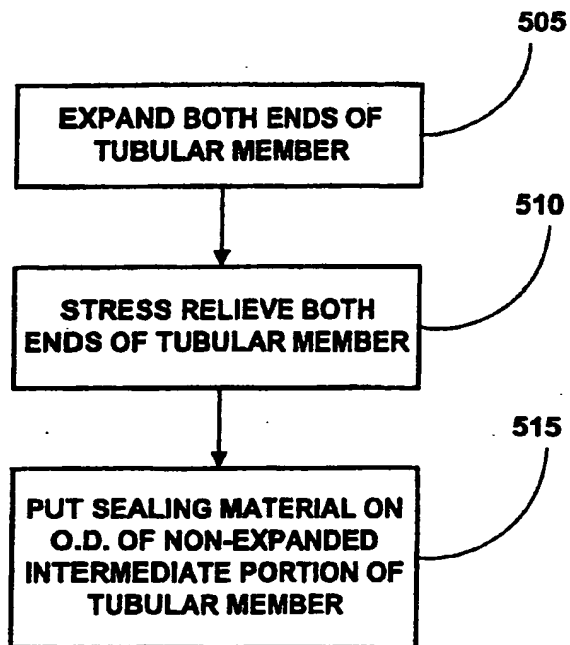 505
EXPAND BOTH ENDS OF
TUBULAR MEMBER
510
STRESS RELIEVE BOTH
ENDS OF TUBULAR MEMBER
515
PUT SEALING MATERIAL ON
O.D. OF NON-EXPANDED
INTERMEDIATE PORTION OF
TUBULAR MEMBER